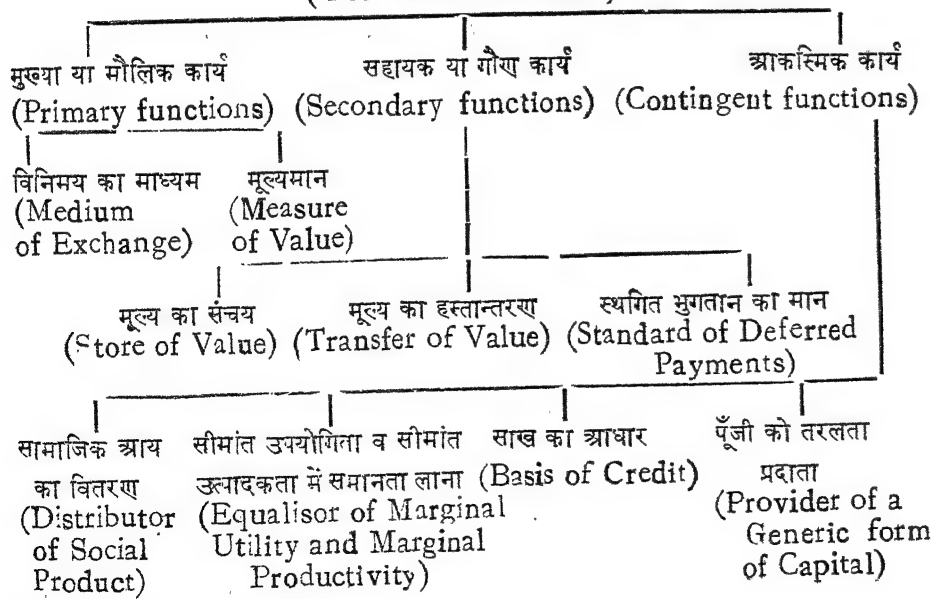 मुख्या या मौलिक कार्य
(Primary functions)
सहायक या गौण कार्य
(Secondary functions)
आकस्मिक कार्य
(Contingent functions)
विनिमय का माध्यम
(Medium
of Exchange)
मूल्यमान
(Measure
of Value)
मूल्य का संचय
(Store of Value)
मूल्य का हस्तान्तरण
(Transfer of Value)
स्थगित भुगतान का मान
(Standard of Deferred
Payments)
सामाजिक आय
का वितरण
(Distributor
of Social
Product)
सीमांत उपयोगिता व सीमांत
उत्पादकता में समानता लाना
(Equalisor of Marginal
Utility and Marginal
Productivity)
साख का आधार
(Basis of Credit)
पूँजी को तरलता
प्रदाता
(Provider of a
Generic form
of Capital)